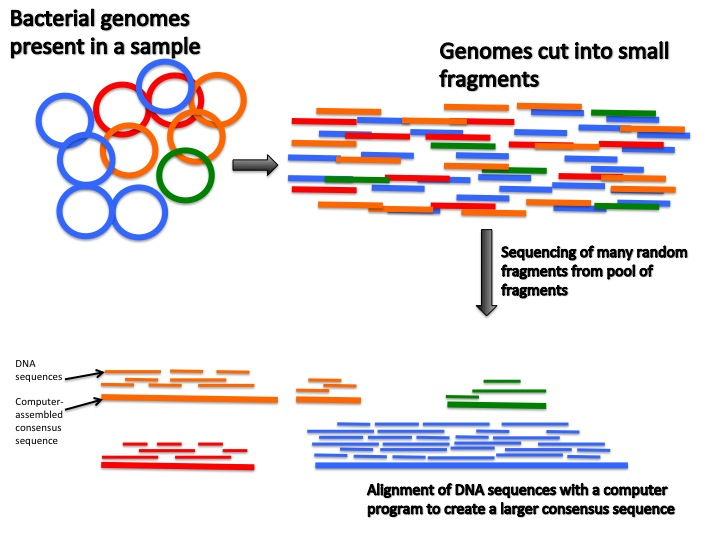 Bacterial genomes
present in a sample
Genomes cut into small
fragments
Sequencing of many random
fragments from pool of
fragments
DNA
sequences
Computer-
assembled
consensus
sequence
Alignment of DNA sequences with a computer
program to create a larger consensus sequence